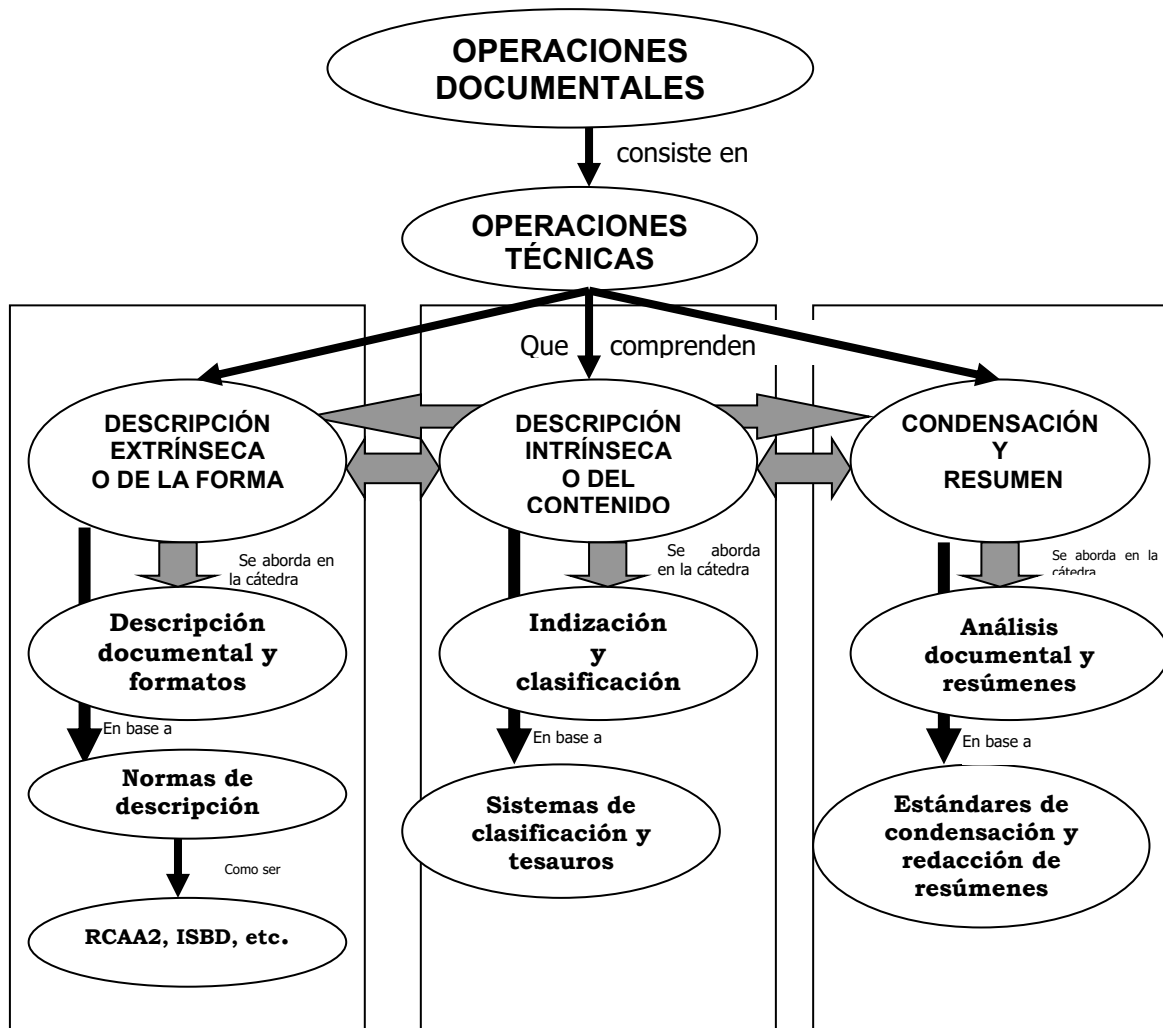 OPERACIONES
DOCUMENTALES
consiste en
OPERACIONES
TÉCNICAS
Que comprenden
DESCRIPCIÓN
EXTRÍNSECA
O DE LA FORMA
DESCRIPCIÓN
INTRÍNSECA
O DEL
CONTENIDO
CONDENSACIÓN
Y
RESUMEN
Se aborda en
la cátedra
Se aborda
en la cátedra
Se aborda en la
cátedra
Descripción
documental y
formatos
Indización
y
clasificación
Análisis
documental y
resúmenes
En base a
En base a
En base a
Normas de
descripción
Sistemas de
clasificación y
tesauros
Estándares de
condensación y
redacción de
resúmenes
Como ser
RCAA2, ISBD, etc.